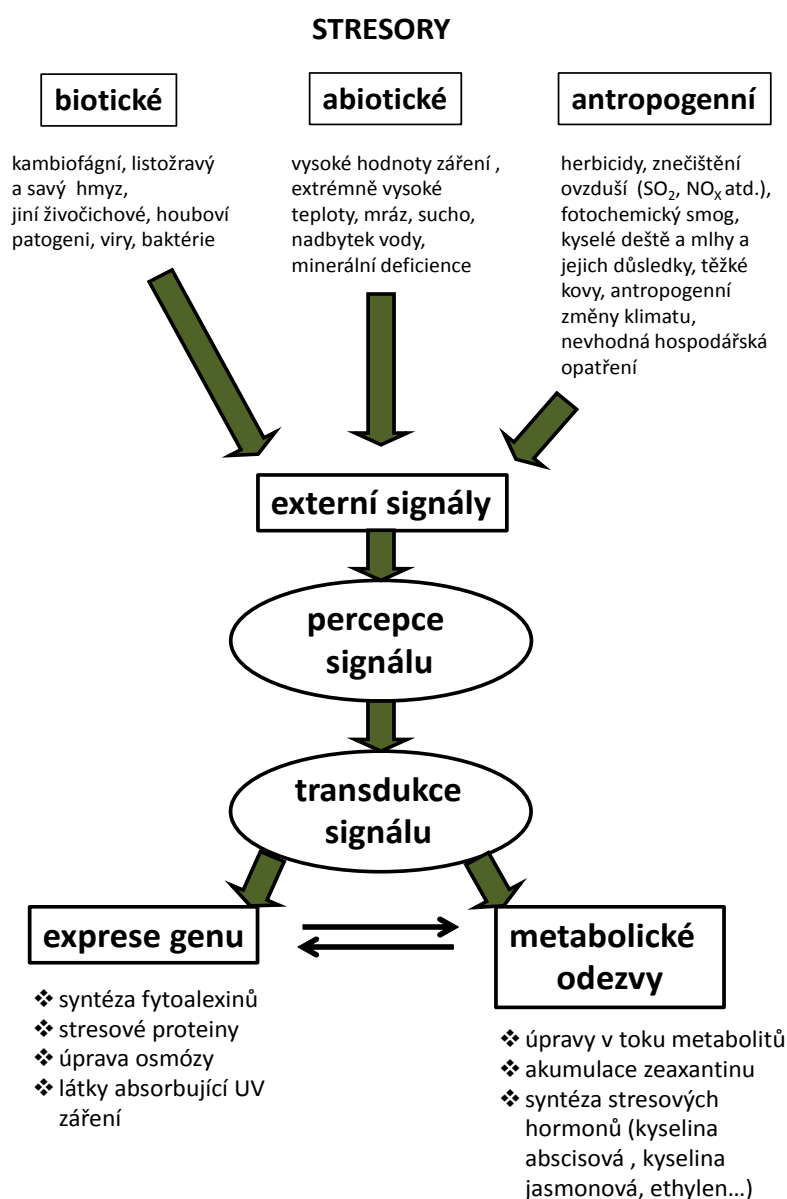 STRESORY
biotické
abiotické
antropogenní
kambiofágní, listožravý
a savý hmyz,
jiní živočichové, houboví
patogeni, viry, baktérie
vysoké hodnoty záření ,
extrémně vysoké
teploty, mráz, sucho,
nadbytek vody,
minerální deficience
herbicidy, znečištění
ovzduší (SO₂, NOₓ atd.),
fotochemický smog,
kyselé deště a mlhy a
jejich důsledky, těžké
kovy, antropogenní
změny klimatu,
nevhodná hospodářská
opatření
externí signály
percepce
signálu
transdukce
signálu
exprese genu
❖ syntéza fytoalexinů
❖ stresové proteiny
❖ úprava osmózy
❖ látky absorbující UV
záření
metabolické
odezvy
❖ úpravy v toku metabolitů
❖ akumulace zeaxantinu
❖ syntéza stresových
hormonů (kyselina
abscisová , kyselina
jasmonová, ethylen...)